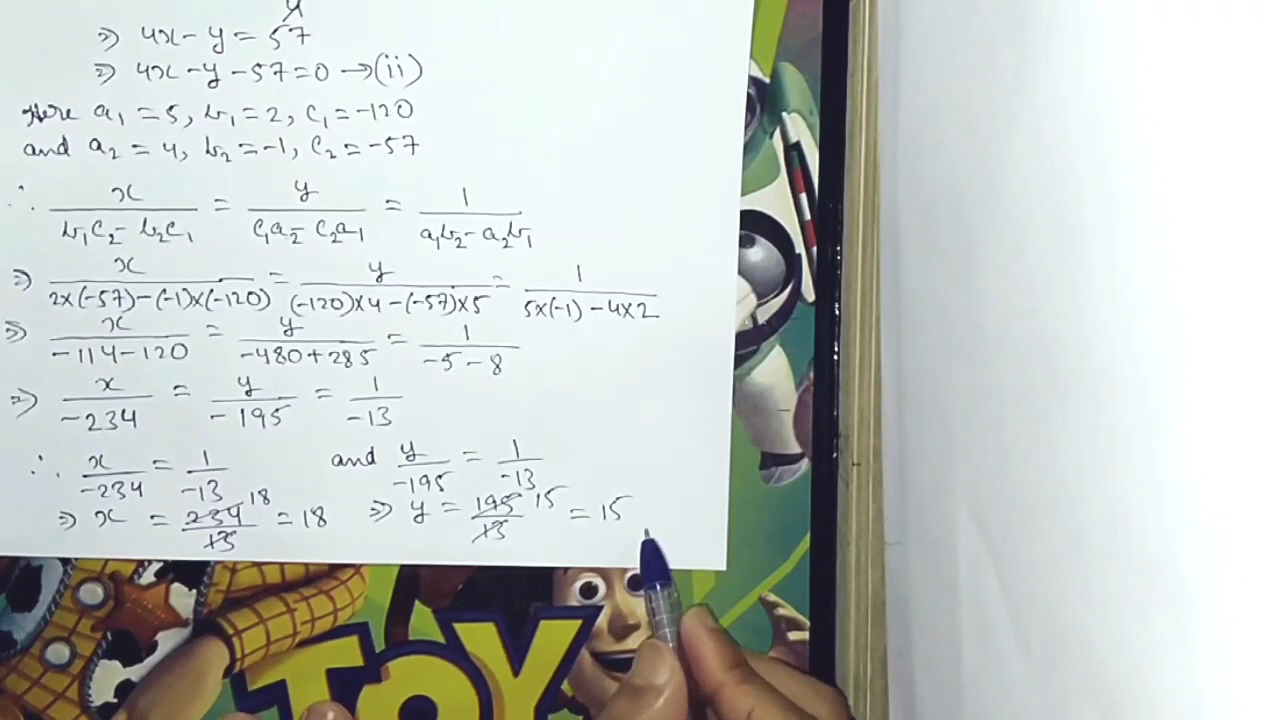 4
⇒ 4x - y = 57
⇒ 4x - y - 57 = 0 → (ii)
Here a₁ = 5, b₁ = 2, c₁ = -120
and a₂ = 4, b₂ = -1, c₂ = -57
∴ x/(b₁c₂ - b₂c₁) = y/(c₁a₂ - c₂a₁) = 1/(a₁b₂ - a₂b₁)
⇒ x/(2×(-57) - (-1)×(-120)) = y/((-120)×4 - (-57)×5) = 1/(5×(-1) - 4×2)
⇒ x/(-114 - 120) = y/(-480 + 285) = 1/(-5 - 8)
⇒ x/-234 = y/-195 = 1/-13
∴ x/-234 = 1/-13 and y/-195 = 1/-13
⇒ x = 234/13 18 = 18 ⇒ y = 195/13 15 = 15
TOY